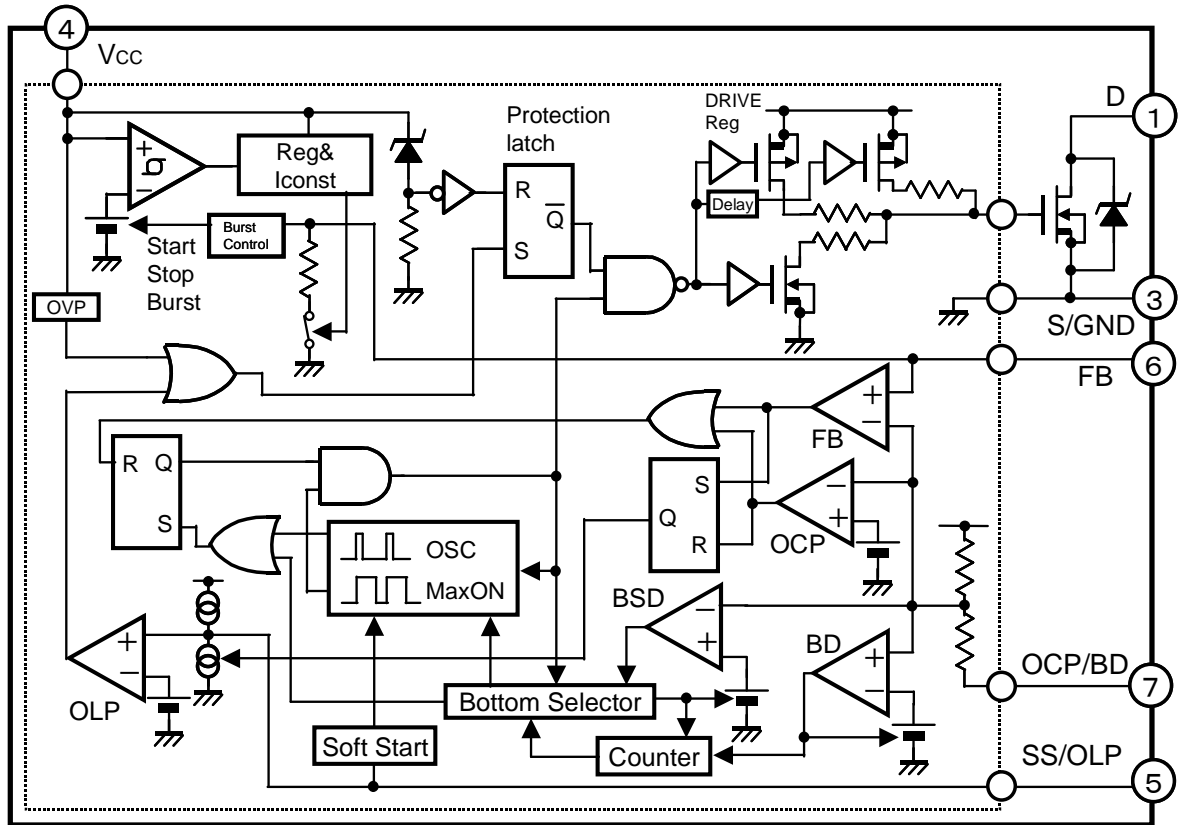 4
VCC
D
1
DRIVE
Reg
Protection
latch
+
−
Reg&
Iconst
R
Q
S
Delay
Burst
Control
Start
Stop
Burst
OVP
3
S/GND
6
FB
+
−
FB
R
Q
S
S
Q
R
−
+
OCP
OSC
MaxON
BSD
−
+
BD
+
−
+
−
OLP
OCP/BD
7
Bottom Selector
Soft Start
Counter
SS/OLP
5